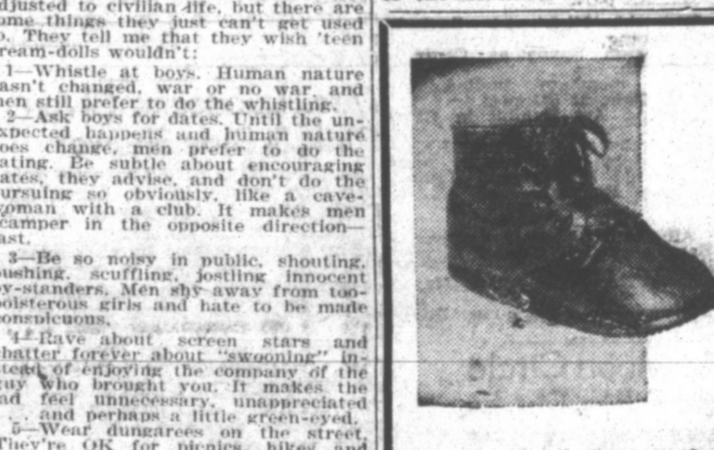 djusted to civilian life, but there are
ome things they just can't get used
o. They tell me that they wish 'teen
ream-dolls wouldn't:
1—Whistle at boys. Human nature
asn't changed, war or no war, and
en still prefer to do the whistling.
2—Ask boys for dates. Until the un-
xpected happens and human nature
oes change, men prefer to do the
ating. Be subtle about encouraging
ates, they advise, and don't do the
ursuing so obviously, like a cave-
oman with a club. It makes men
camper in the opposite direction—
ast.
3—Be so noisy in public, shouting,
ushing, scuffling, jostling innocent
y-standers. Men shy away from too-
oisterous girls and hate to be made
onspicuous.
4—Rave about screen stars and
hatter forever about "swooning" in-
stead of enjoying the company of the
guy who brought you. It makes the
ad feel unnecessary, unappreciated
. . . and perhaps a little green-eyed.
5—Wear dungarees on the street.
They're OK for picnics, hikes and